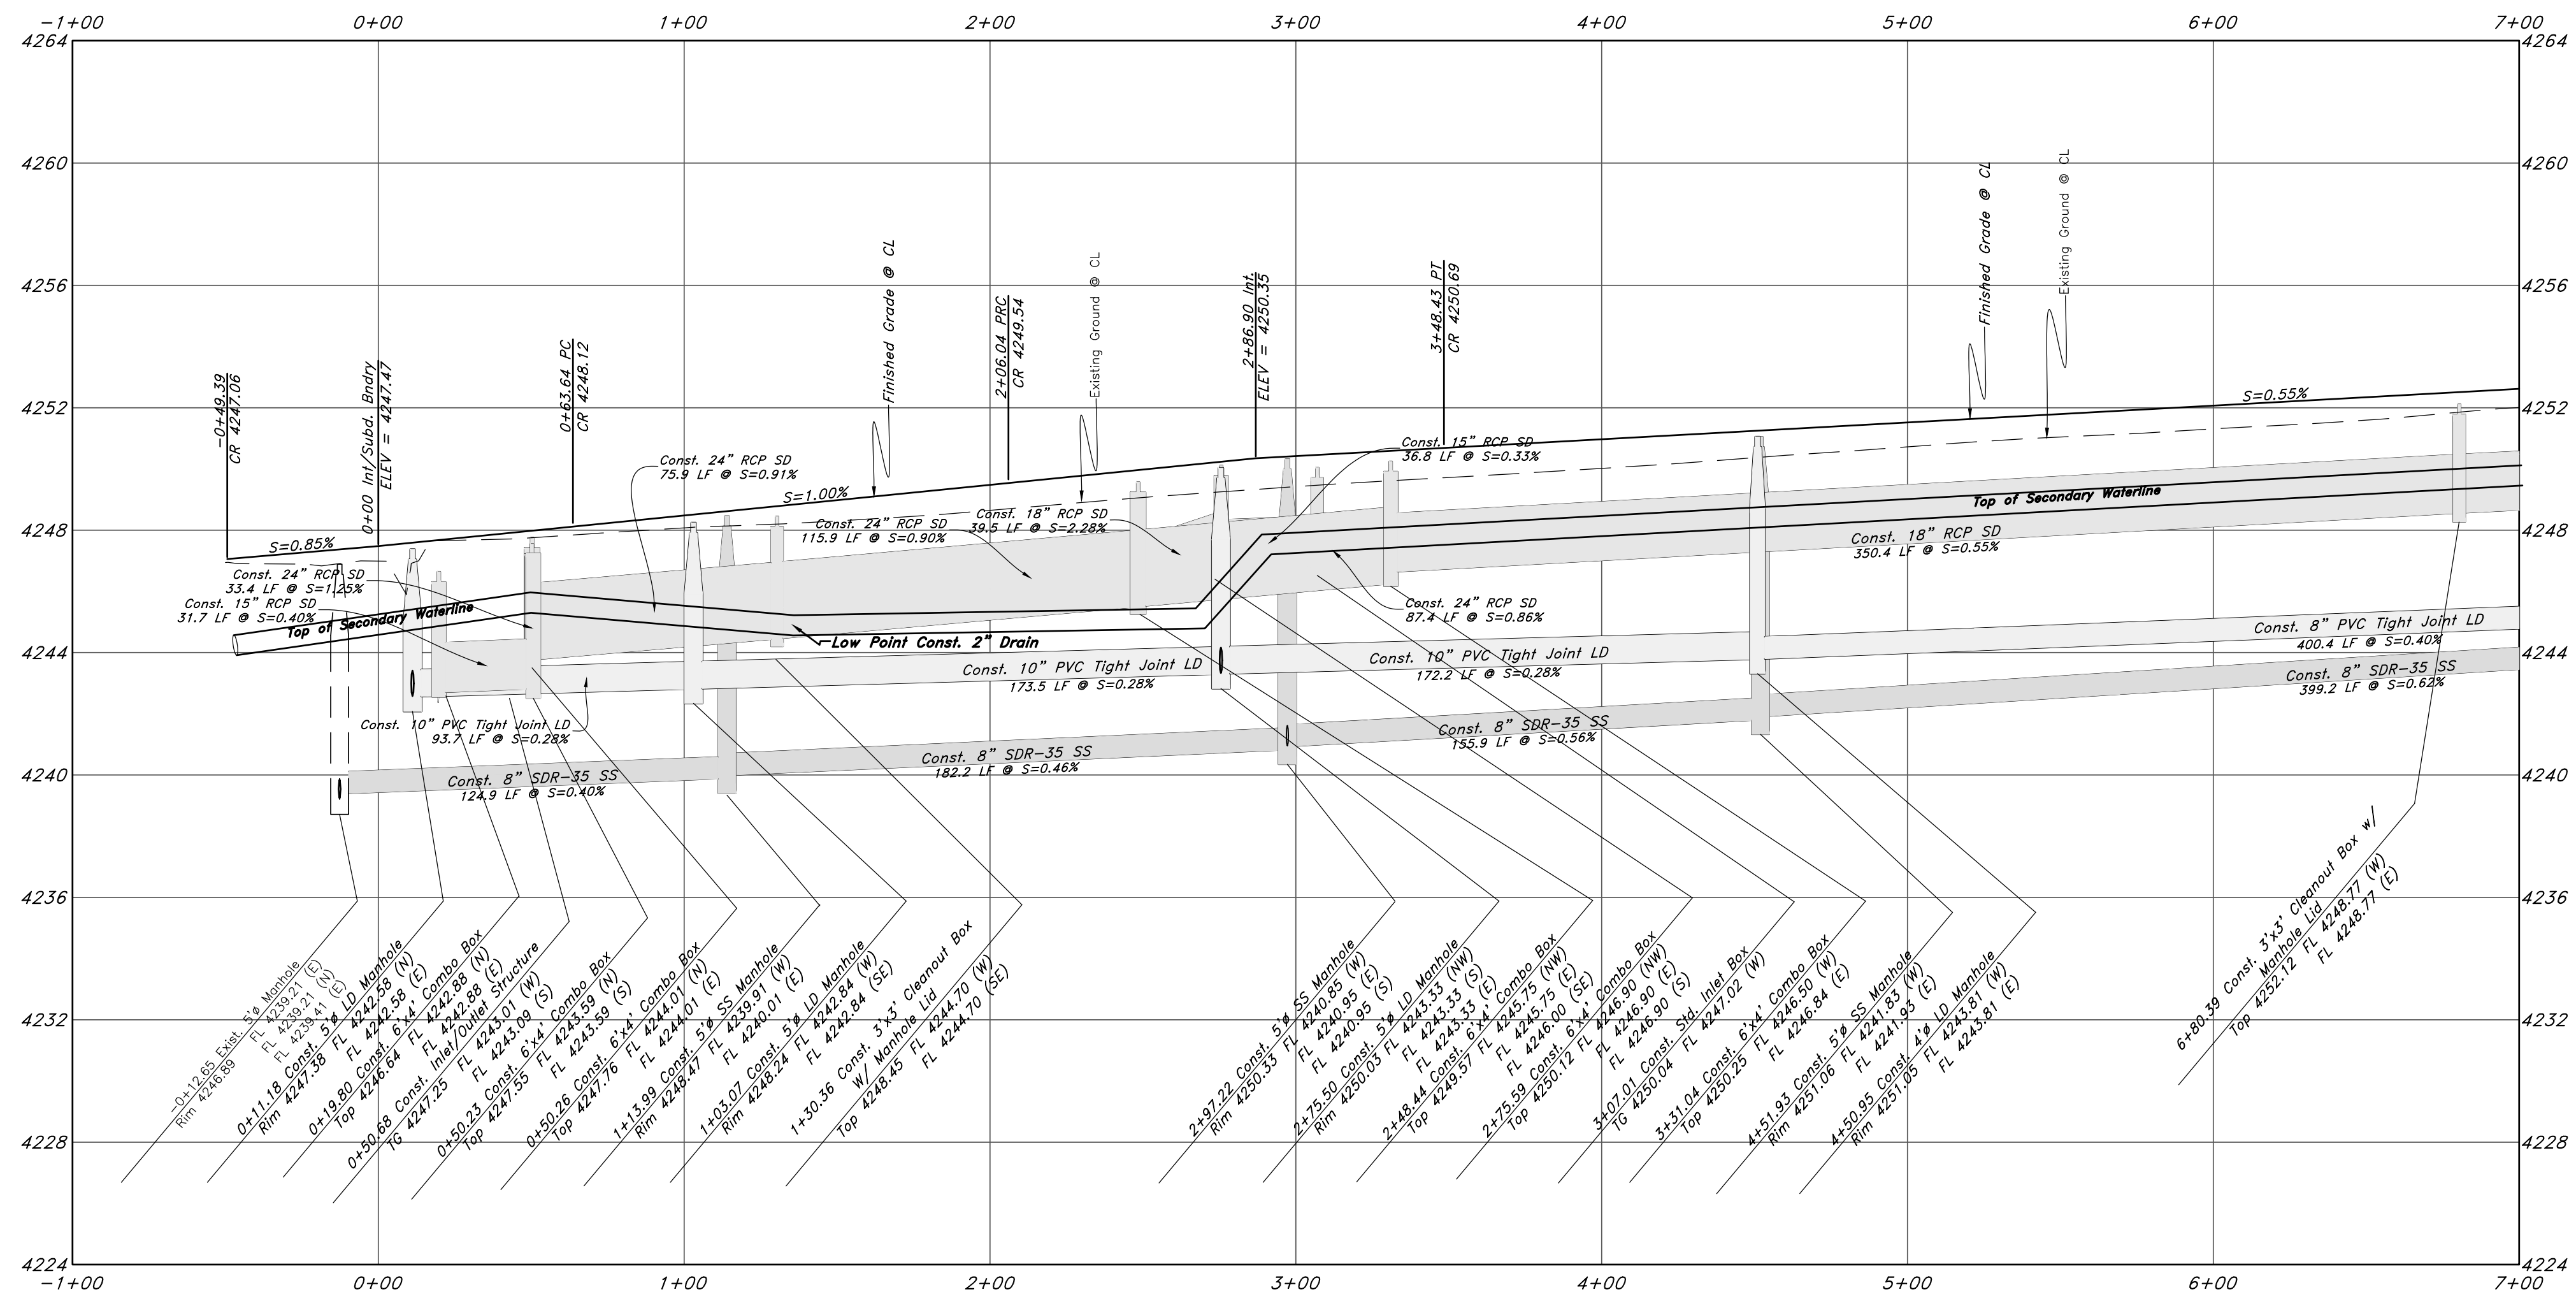 -1+00 0+00 1+00 2+00 3+00 4+00 5+00 6+00 7+00
4264 4264
4260 4260
4256 4256
4252 4252
4248 4248
4244 4244
4240 4240
4236 4236
4232 4232
4228 4228
4224 4224
-0+49.39
CR 4247.06
0+00 Int/Subd. Bndry
ELEV = 4247.47
0+63.64 PC
CR 4248.12
Finished Grade @ CL
2+06.04 PRC
CR 4249.54
Existing Ground @ CL
2+86.90 Int.
ELEV = 4250.35
3+48.43 PT
CR 4250.69
Finished Grade @ CL
Existing Ground @ CL
S=0.85%
S=1.00%
S=0.55%
Const. 24" RCP SD
75.9 LF @ S=0.91%
Const. 15" RCP SD
36.8 LF @ S=0.33%
Const. 24" RCP SD
115.9 LF @ S=0.90%
Const. 18" RCP SD
39.5 LF @ S=2.28%
Top of Secondary Waterline
Const. 18" RCP SD
350.4 LF @ S=0.55%
Const. 24" RCP SD
33.4 LF @ S=1.25%
Const. 15" RCP SD
31.7 LF @ S=0.40%
Top of Secondary Waterline
Const. 24" RCP SD
87.4 LF @ S=0.86%
Low Point Const. 2" Drain
Const. 8" PVC Tight Joint LD
400.4 LF @ S=0.40%
Const. 10" PVC Tight Joint LD
173.5 LF @ S=0.28%
Const. 10" PVC Tight Joint LD
172.2 LF @ S=0.28%
Const. 8" SDR-35 SS
399.2 LF @ S=0.62%
Const. 10" PVC Tight Joint LD
93.7 LF @ S=0.28%
Const. 8" SDR-35 SS
155.9 LF @ S=0.56%
Const. 8" SDR-35 SS
182.2 LF @ S=0.46%
Const. 8" SDR-35 SS
124.9 LF @ S=0.40%
-0+12.65 Exist. 5'ø Manhole
Rim 4246.89 FL 4239.21 (E)
FL 4239.21 (N)
FL 4239.41 (E)
0+11.18 Const. 5'ø LD Manhole
Rim 4247.38 FL 4242.58 (N)
FL 4242.58 (E)
0+19.80 Const. 6'x4' Combo Box
Top 4246.64 FL 4242.88 (N)
FL 4242.88 (E)
0+50.68 Const. Inlet/Outlet Structure
TG 4247.25 FL 4243.01 (W)
FL 4243.09 (S)
0+50.23 Const. 6'x4' Combo Box
Top 4247.55 FL 4243.59 (N)
FL 4243.59 (S)
0+50.26 Const. 6'x4' Combo Box
Top 4247.76 FL 4244.01 (N)
FL 4244.01 (E)
1+13.99 Const. 5'ø SS Manhole
Rim 4248.47 FL 4239.91 (W)
FL 4240.01 (E)
1+03.07 Const. 5'ø LD Manhole
Rim 4248.24 FL 4242.84 (W)
FL 4242.84 (SE)
1+30.36 Const. 3'x3' Cleanout Box
w/ Manhole Lid
Top 4248.45 FL 4244.70 (W)
FL 4244.70 (SE)
2+97.22 Const. 5'ø SS Manhole
Rim 4250.33 FL 4240.85 (W)
FL 4240.95 (E)
FL 4240.95 (S)
2+75.50 Const. 5'ø LD Manhole
Rim 4250.03 FL 4243.33 (NW)
FL 4243.33 (S)
FL 4243.33 (E)
2+48.44 Const. 6'x4' Combo Box
Top 4249.57 FL 4245.75 (NW)
FL 4245.75 (E)
FL 4246.00 (SE)
2+75.59 Const. 6'x4' Combo Box
Top 4250.12 FL 4246.90 (NW)
FL 4246.90 (E)
FL 4246.90 (S)
3+07.01 Const. Std. Inlet Box
TG 4250.04 FL 4247.02 (W)
3+31.04 Const. 6'x4' Combo Box
Top 4250.25 FL 4246.50 (W)
FL 4246.84 (E)
4+51.93 Const. 5'ø SS Manhole
Rim 4251.06 FL 4241.83 (W)
FL 4241.93 (E)
4+50.95 Const. 4'ø LD Manhole
Rim 4251.05 FL 4243.81 (W)
FL 4243.81 (E)
6+80.39 Const. 3'x3' Cleanout Box w/
Manhole Lid
Top 4252.12 FL 4248.77 (W)
FL 4248.77 (E)
-1+00 0+00 1+00 2+00 3+00 4+00 5+00 6+00 7+00